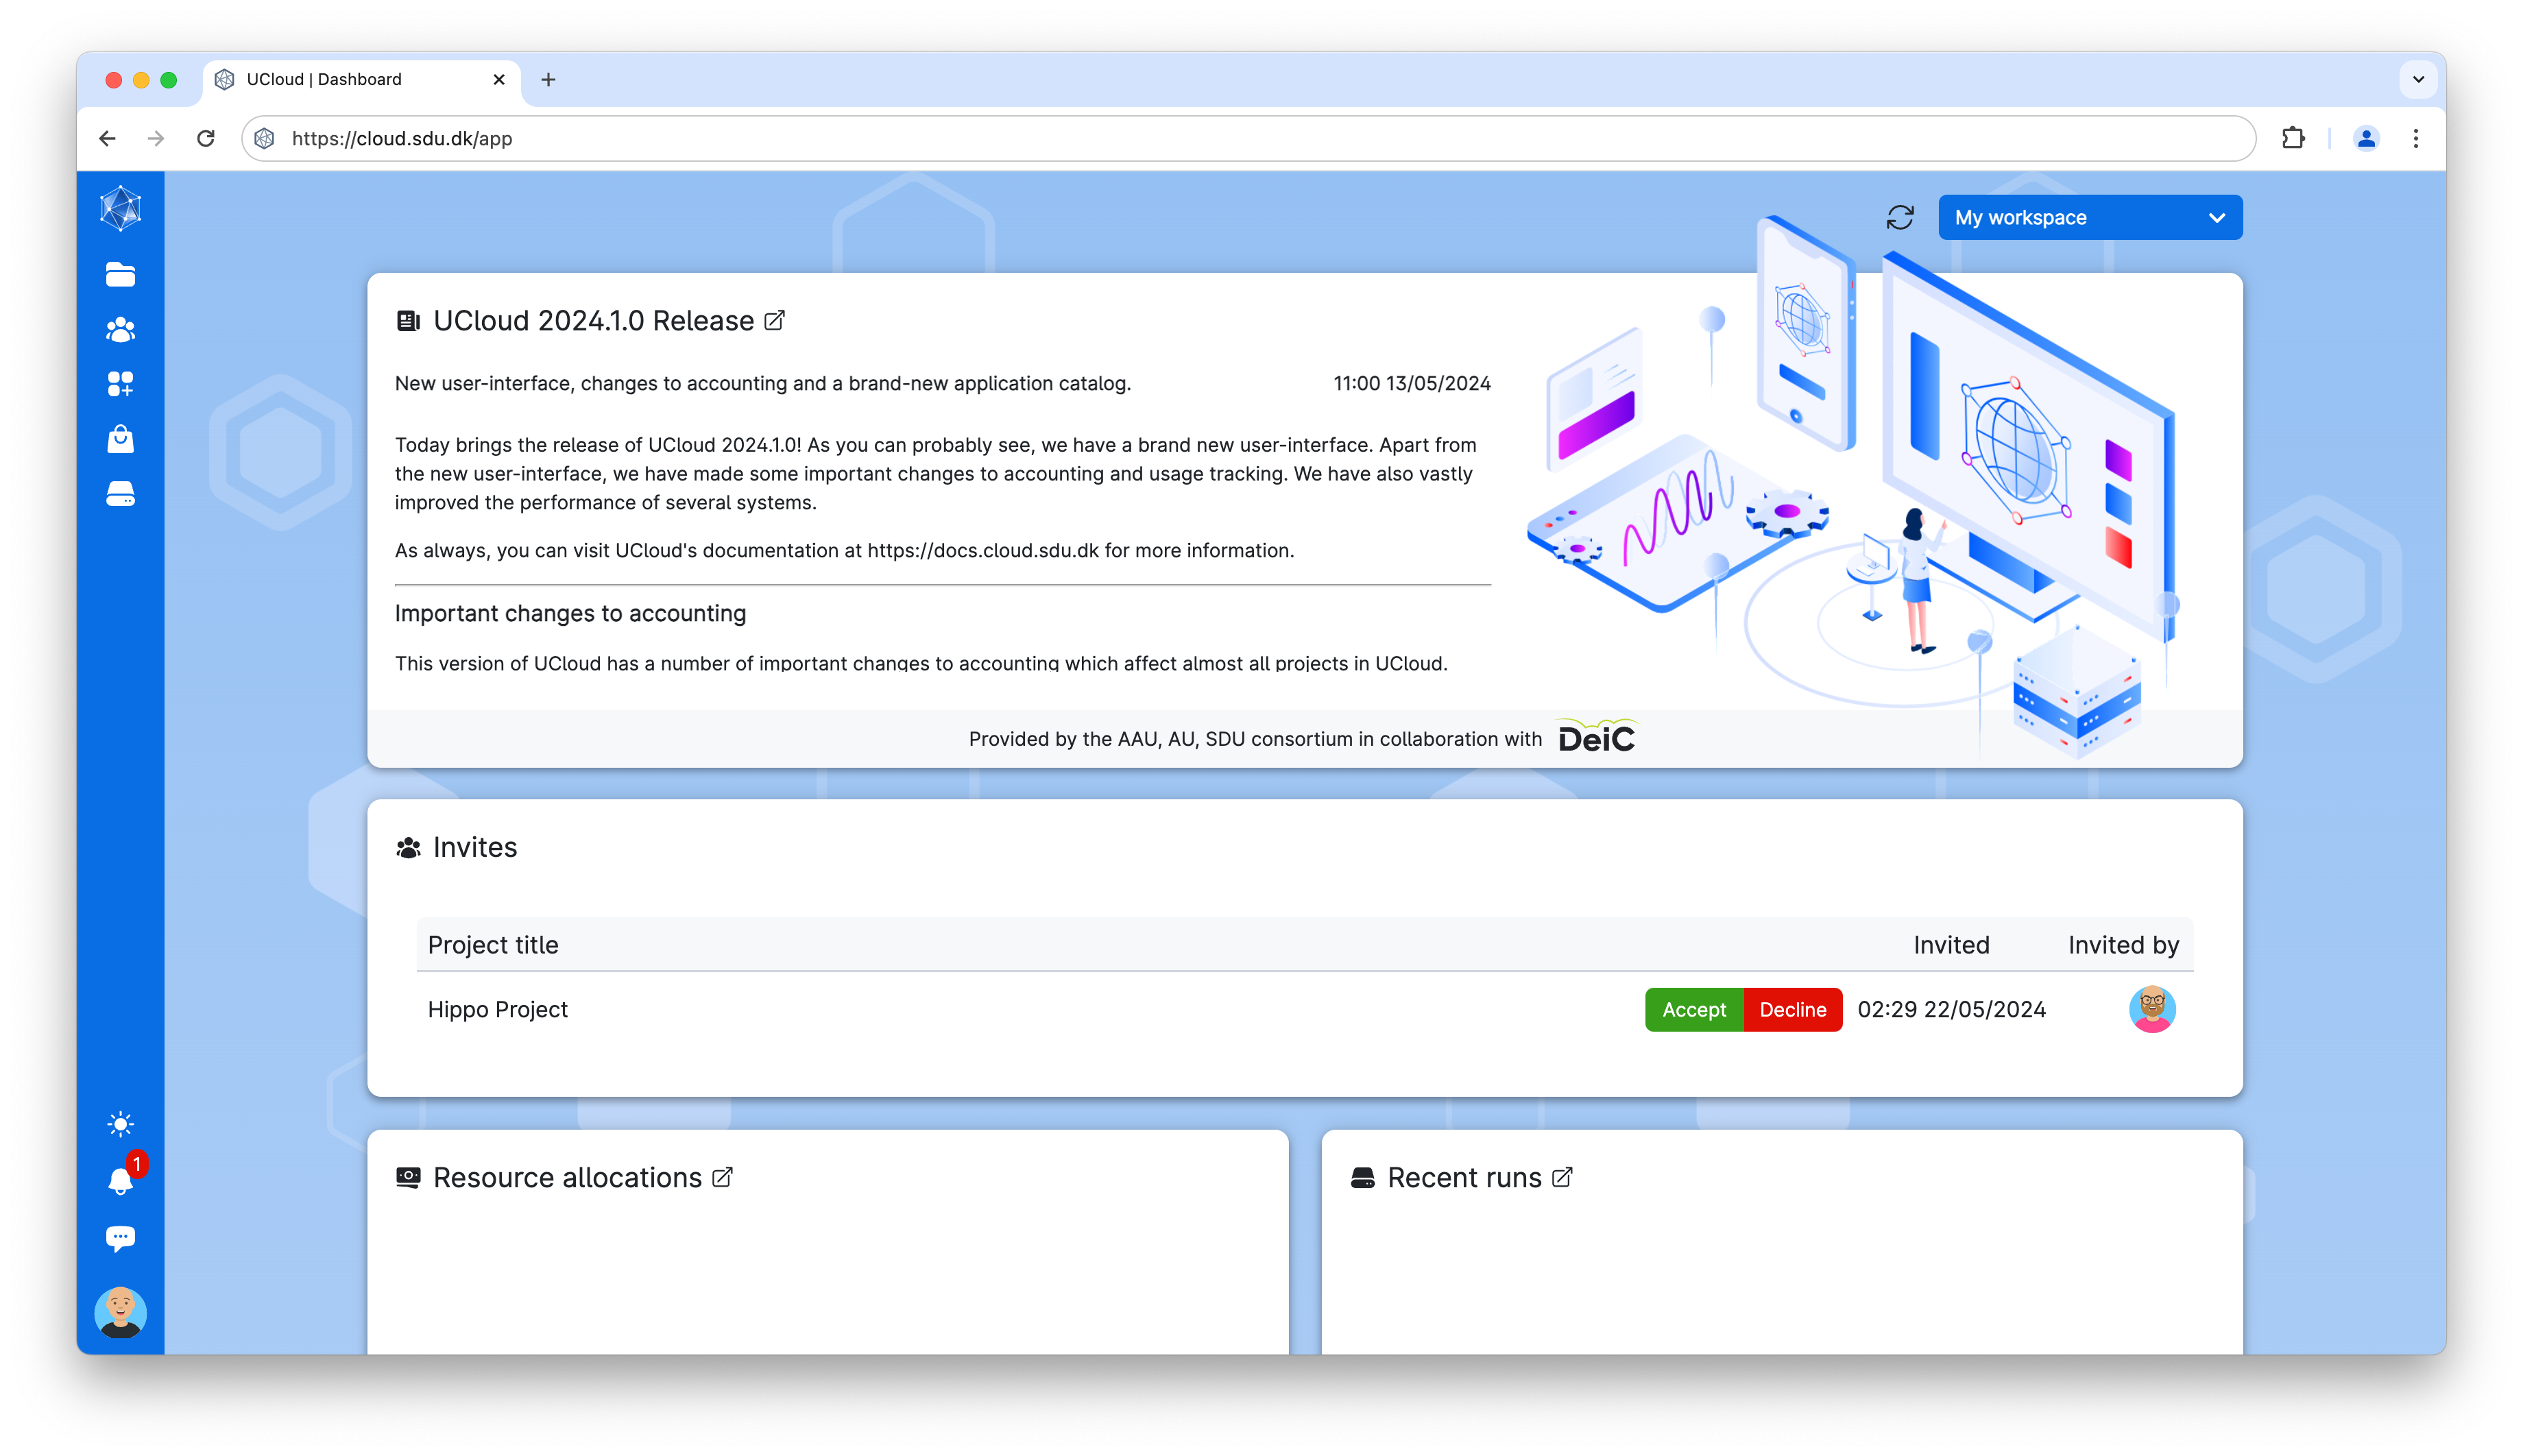 UCloud | Dashboard
https://cloud.sdu.dk/app
My workspace
UCloud 2024.1.0 Release
New user-interface, changes to accounting and a brand-new application catalog. 11:00 13/05/2024
Today brings the release of UCloud 2024.1.0! As you can probably see, we have a brand new user-interface. Apart from
the new user-interface, we have made some important changes to accounting and usage tracking. We have also vastly
improved the performance of several systems.
As always, you can visit UCloud's documentation at https://docs.cloud.sdu.dk for more information.
Important changes to accounting
This version of UCloud has a number of important changes to accounting which affect almost all projects in UCloud.
Provided by the AAU, AU, SDU consortium in collaboration with DeiC
Invites
Project title Invited Invited by
Hippo Project Accept Decline 02:29 22/05/2024
1
Resource allocations
Recent runs